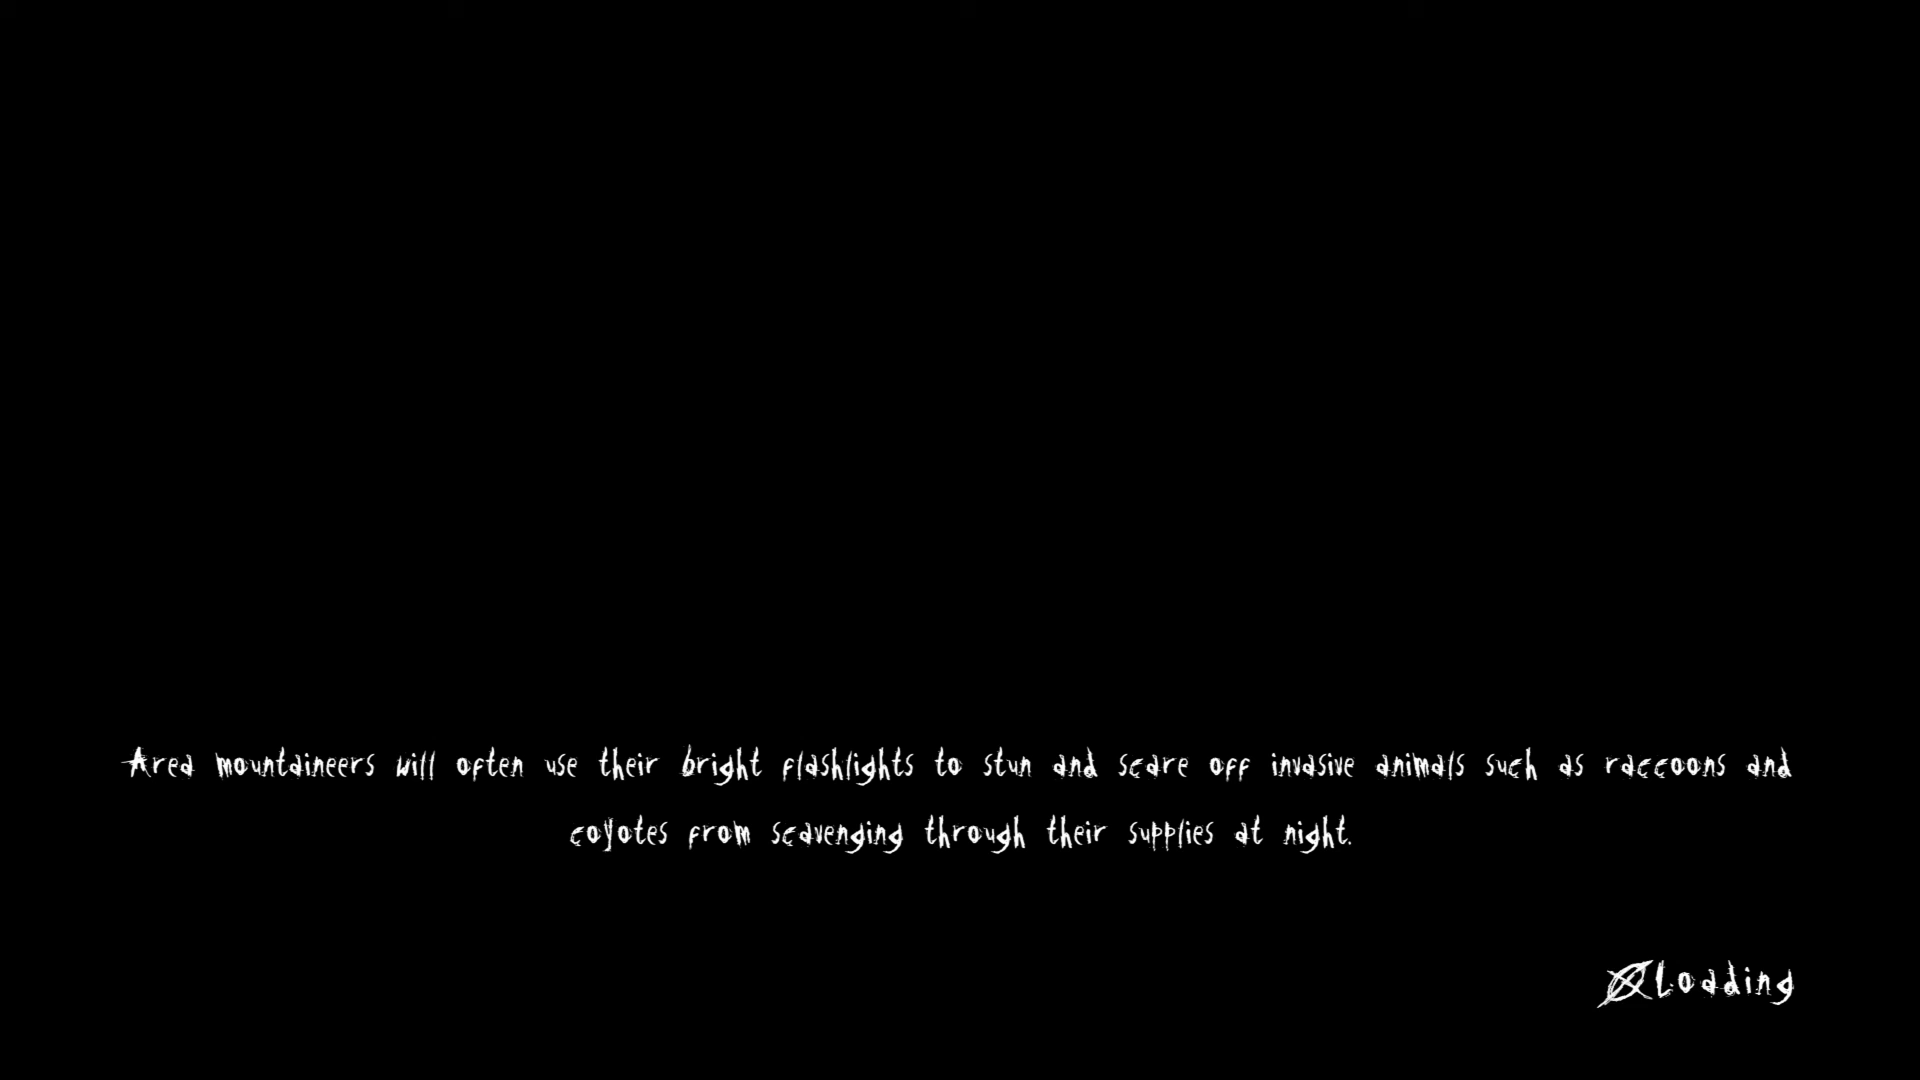 Area mountaineers will often use their bright flashlights to stun and scare off invasive animals such as raccoons and
coyotes from scavenging through their supplies at night.
Loading